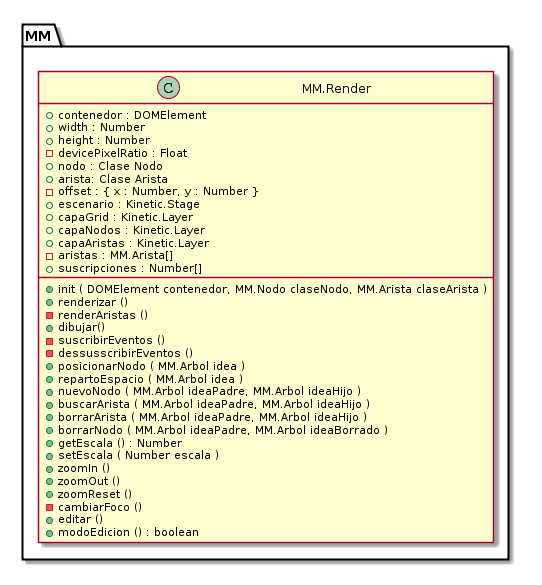 MM
C MM.Render
contenedor : DOMElement
width : Number
height : Number
devicePixelRatio : Float
nodo : Clase Nodo
arista: Clase Arista
offset : { x : Number, y : Number }
escenario : Kinetic.Stage
capaGrid : Kinetic.Layer
capaNodos : Kinetic.Layer
capaAristas : Kinetic.Layer
aristas : MM.Arista[]
suscripciones : Number[]
init ( DOMElement contenedor, MM.Nodo claseNodo, MM.Arista claseArista )
renderizar ()
renderAristas ()
dibujar()
suscribirEventos ()
dessusscribirEventos ()
posicionarNodo ( MM.Arbol idea )
repartoEspacio ( MM.Arbol idea )
nuevoNodo ( MM.Arbol ideaPadre, MM.Arbol ideaHijo )
buscarArista ( MM.Arbol ideaPadre, MM.Arbol ideaHijo )
borrarArista ( MM.Arbol ideaPadre, MM.Arbol ideaHijo )
borrarNodo ( MM.Arbol ideaPadre, MM.Arbol ideaBorrado )
getEscala () : Number
setEscala ( Number escala )
zoomIn ()
zoomOut ()
zoomReset ()
cambiarFoco ()
editar ()
modoEdicion () : boolean